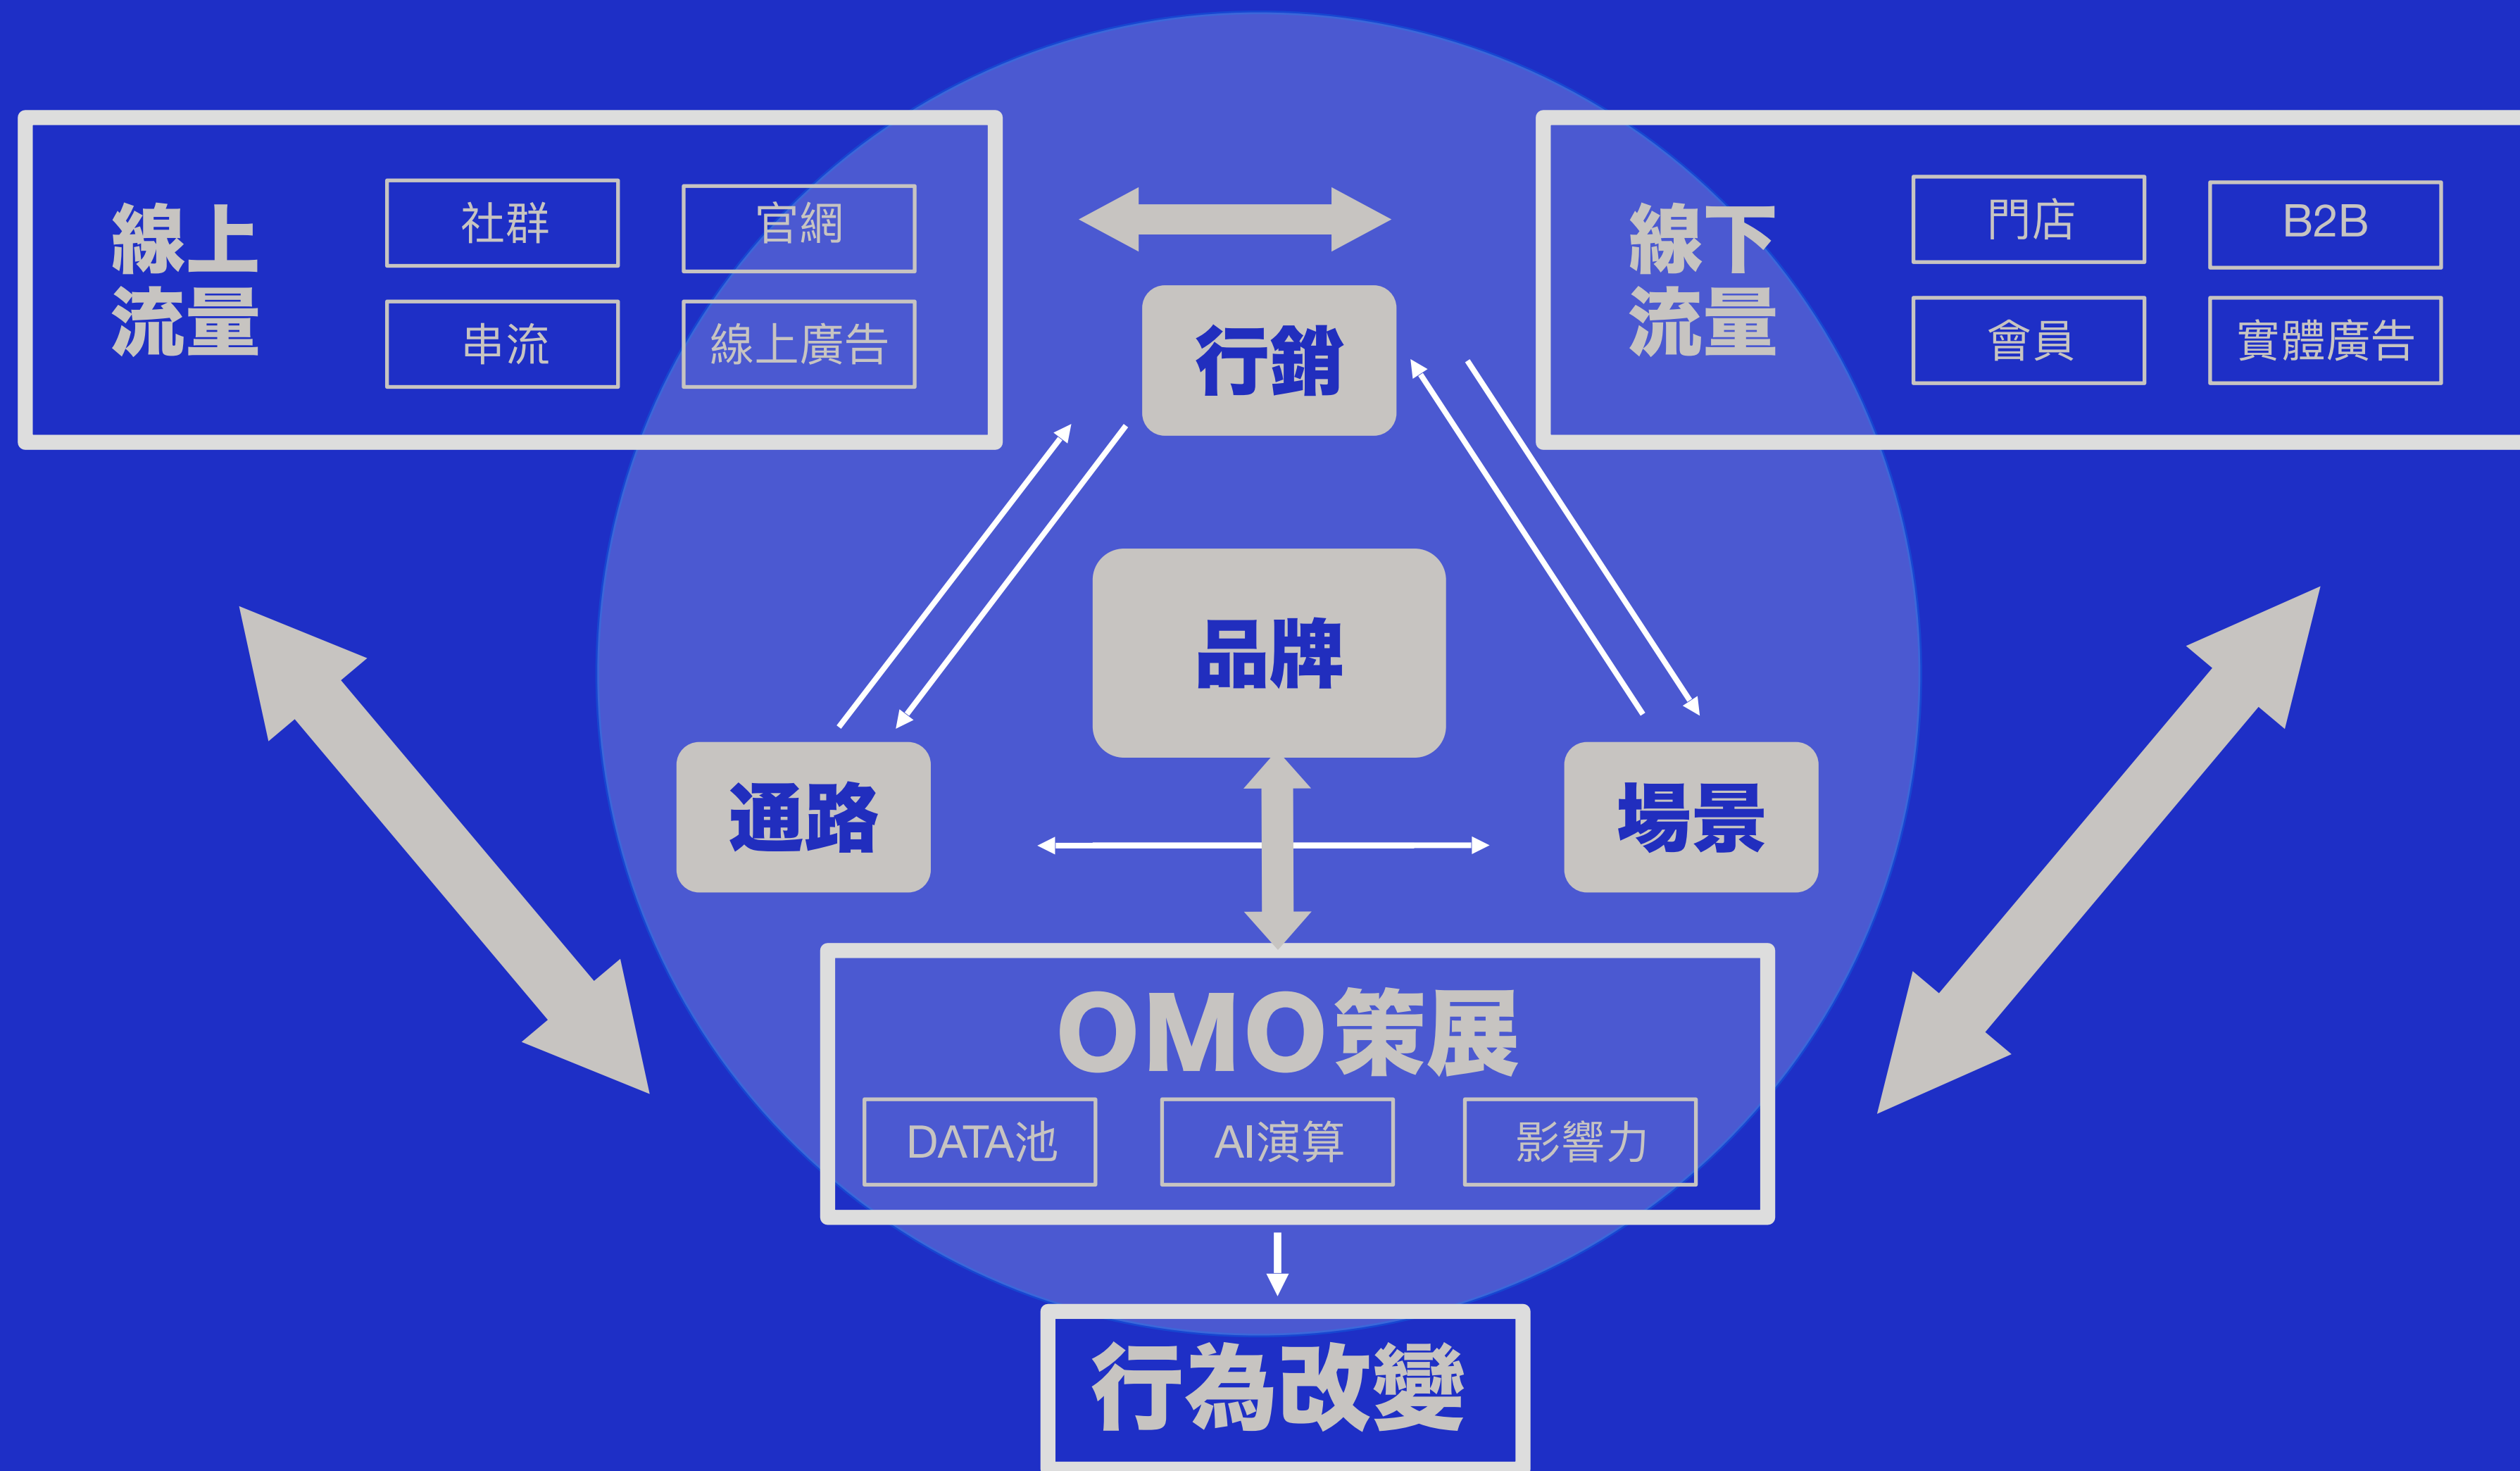 線上
流量
社群
官網
串流
線上廣告
線下
流量
門店
B2B
會員
實體廣告
行銷
品牌
通路
場景
OMO策展
DATA池
AI演算
影響力
行為改變